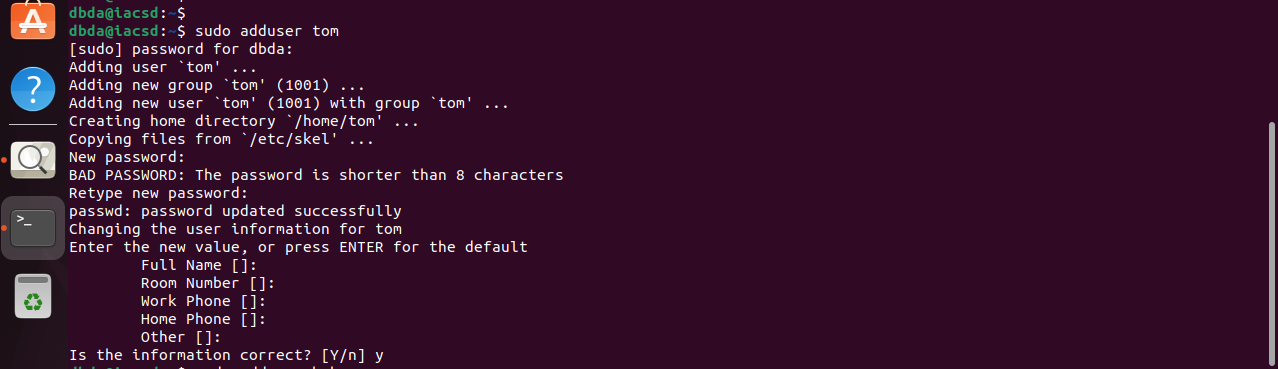 dbda@iacsd:~$
dbda@iacsd:~$ sudo adduser tom
[sudo] password for dbda:
Adding user `tom' ...
Adding new group `tom' (1001) ...
Adding new user `tom' (1001) with group `tom' ...
Creating home directory `/home/tom' ...
Copying files from `/etc/skel' ...
New password:
BAD PASSWORD: The password is shorter than 8 characters
Retype new password:
passwd: password updated successfully
Changing the user information for tom
Enter the new value, or press ENTER for the default
Full Name []:
Room Number []:
Work Phone []:
Home Phone []:
Other []:
Is the information correct? [Y/n] y